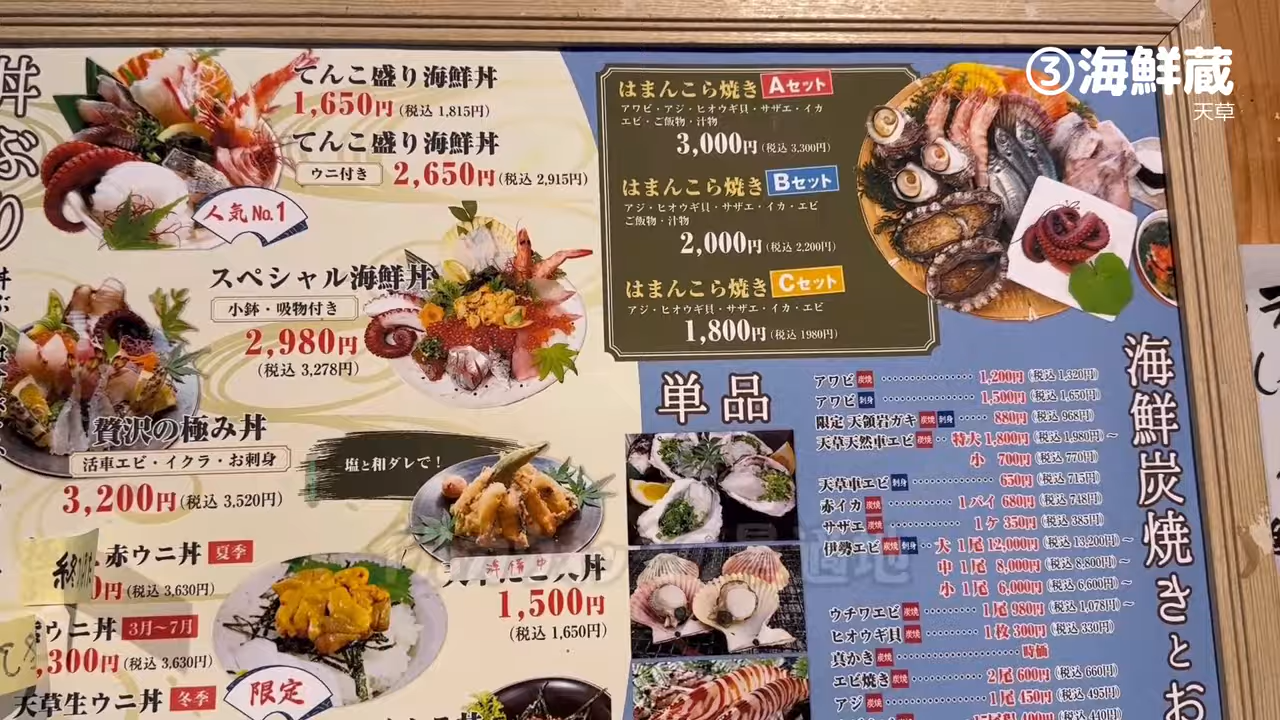 ③海鮮蔵
天草
丼ぶり
てんこ盛り海鮮丼
1,650円(税込 1,815円)
てんこ盛り海鮮丼
ウニ付き 2,650円(税込 2,915円)
人気No.1
スペシャル海鮮丼
小鉢・吸物付き
2,980円
(税込 3,278円)
贅沢の極み丼
活車エビ・イクラ・お刺身
3,200円(税込 3,520円)
塩と和ダレで!
赤ウニ丼 夏季
円(税込 3,630円)
ウニ丼 3月~7月
,300円(税込 3,630円)
天草生ウニ丼 冬季
限定
準備中
1,500円
(税込 1,650円)
はまんこら焼き Aセット
アワビ・アジ・ヒオウギ貝・サザエ・イカ
エビ・ご飯物・汁物
3,000円(税込 3,300円)
はまんこら焼き Bセット
アジ・ヒオウギ貝・サザエ・イカ・エビ
ご飯物・汁物
2,000円(税込 2,200円)
はまんこら焼き Cセット
アジ・ヒオウギ貝・サザエ・イカ・エビ
1,800円(税込 1980円)
海鮮炭焼きとお
単品
アワビ 炭焼 1,200円(税込 1,320円)
アワビ 刺身 1,500円(税込 1,650円)
限定 天領岩ガキ 炭焼 刺身 880円(税込 968円)
天草天然車エビ 炭焼 特大 1,800円(税込 1,980円)~
小 700円(税込 770円)
天草車エビ 刺身 650円(税込 715円)
赤イカ 炭焼 1パイ 680円(税込 748円)
サザエ 炭焼 1ケ 350円(税込 385円)
伊勢エビ 炭焼 刺身 大 1尾 12,000円(税込 13,200円)~
中 1尾 8,000円(税込 8,800円)~
小 1尾 6,000円(税込 6,600円)~
ウチワエビ 炭焼 1尾 980円(税込 1,078円)~
ヒオウギ貝 炭焼 1枚 300円(税込 330円)
真かき 炭焼 時価
エビ焼き 炭焼 2尾 600円(税込 660円)
アジ 炭焼 1尾 450円(税込 495円)
400円(税込 440円)